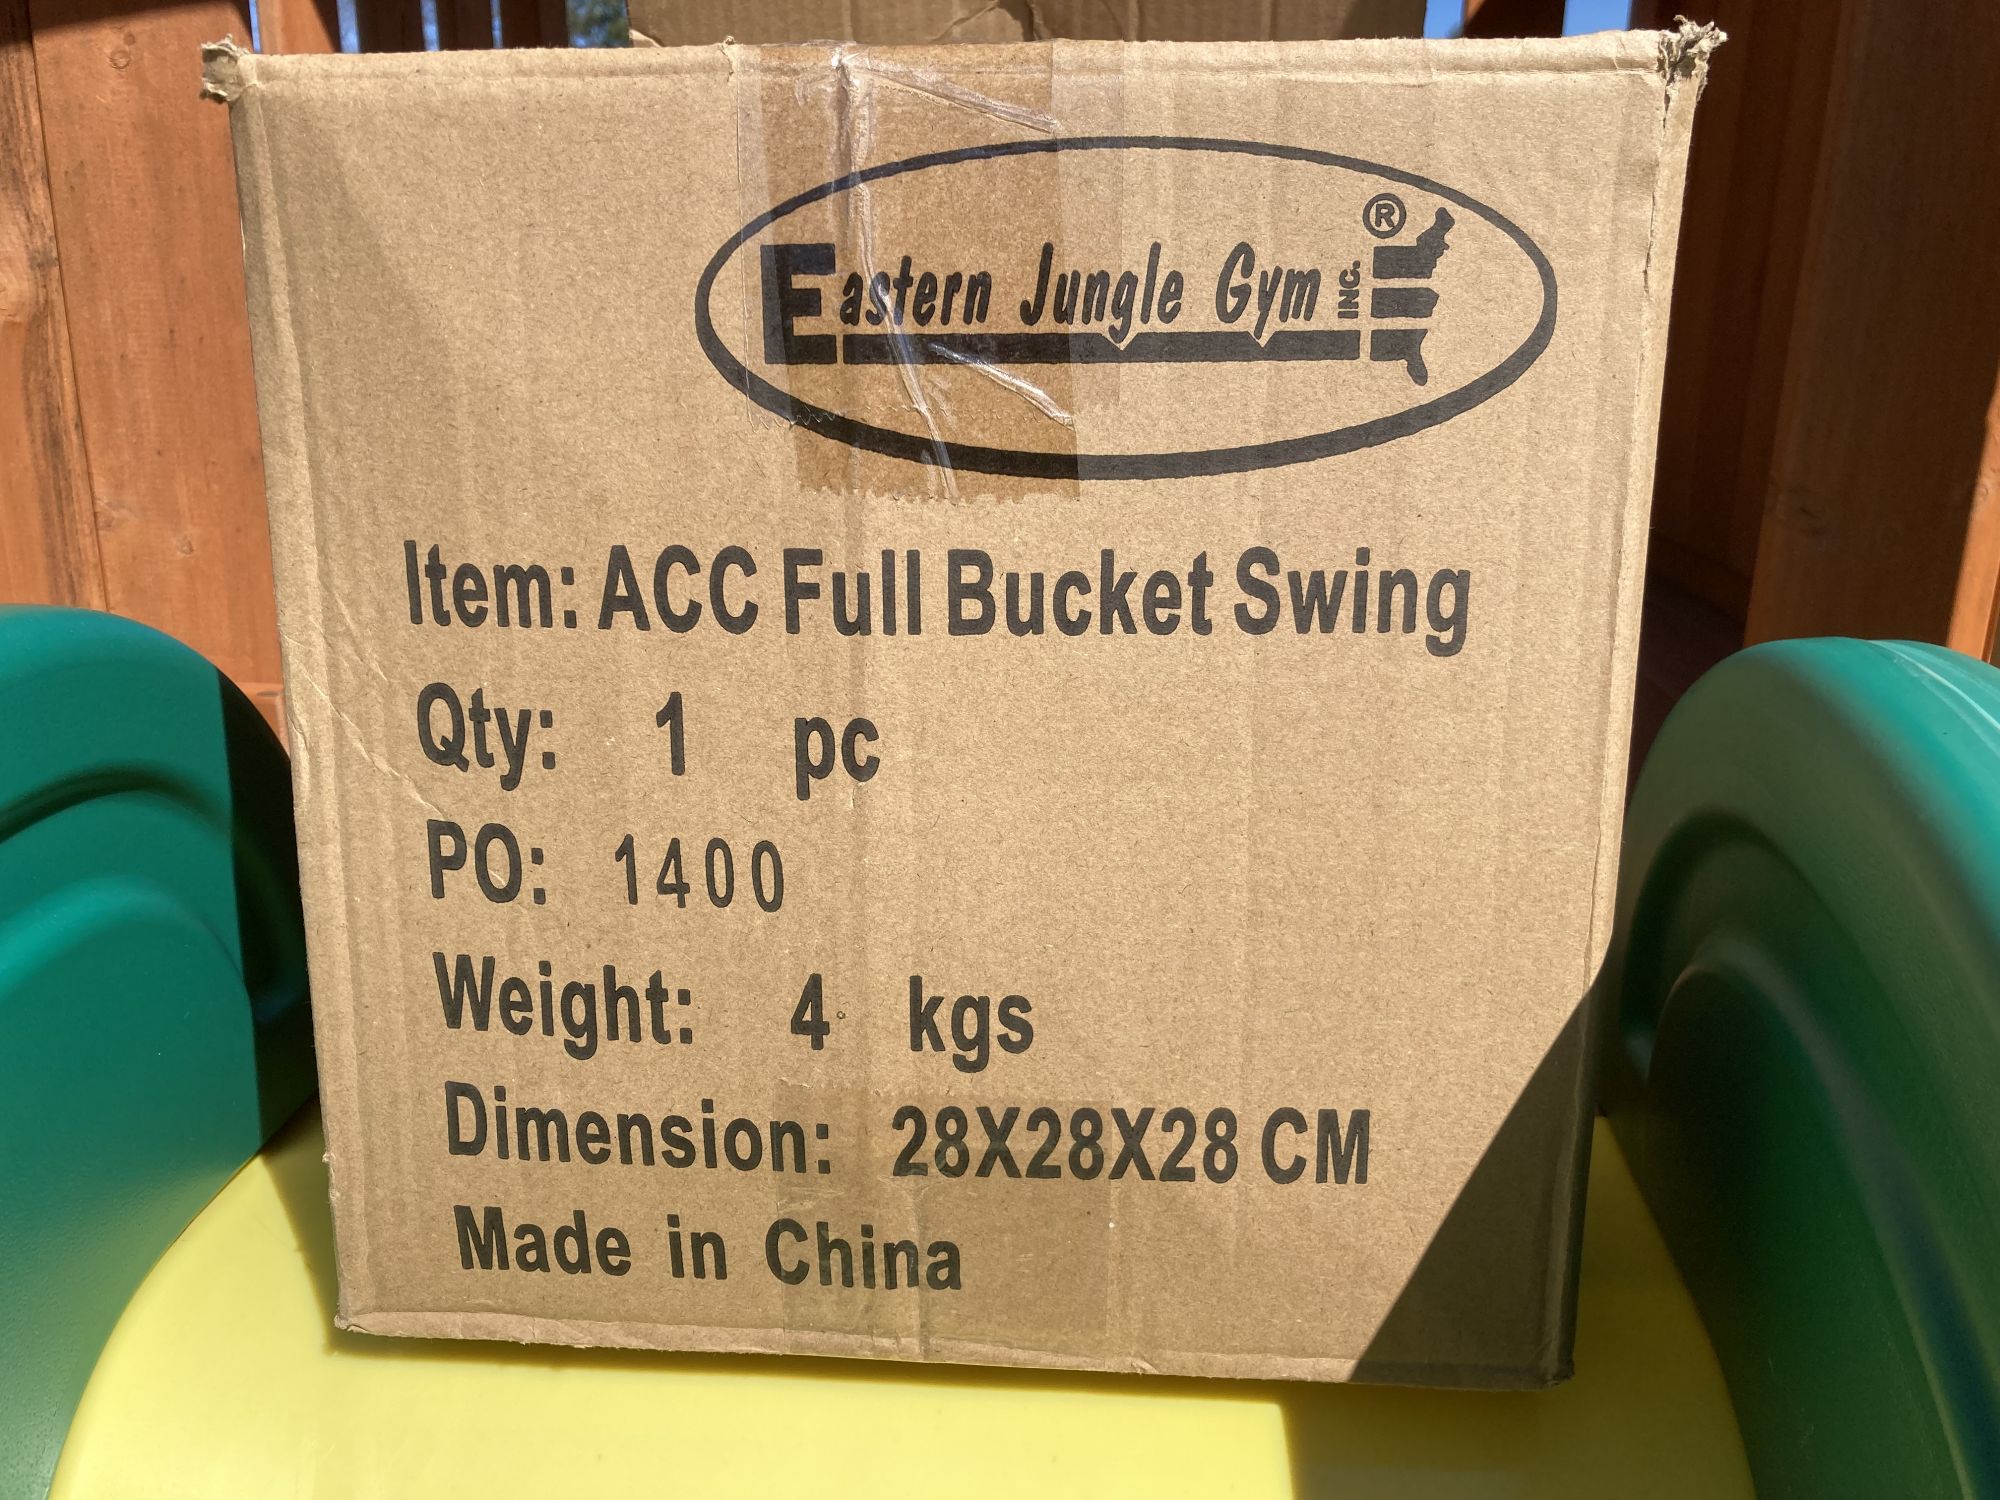 Eastern Jungle Gym INC. ®
Item: ACC Full Bucket Swing
Qty: 1 pc
PO: 1400
Weight: 4 kgs
Dimension: 28X28X28 CM
Made in China